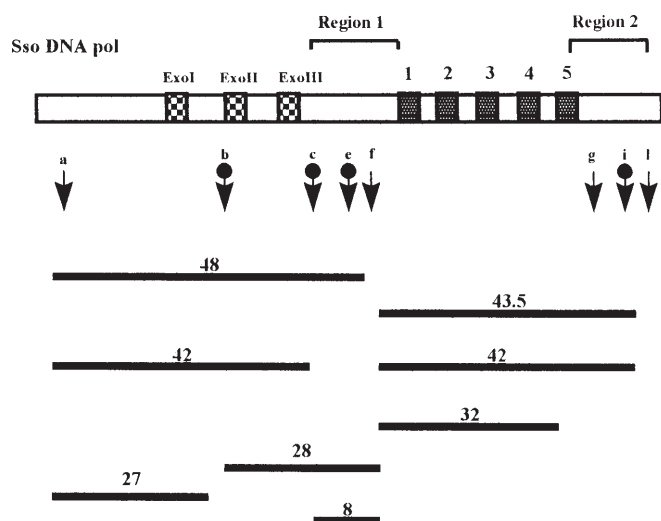 Region 1
Region 2
Sso DNA pol
ExoI
ExoII
ExoIII
1
2
3
4
5
a
b
c
e
f
g
i
l
48
43.5
42
42
32
28
27
8